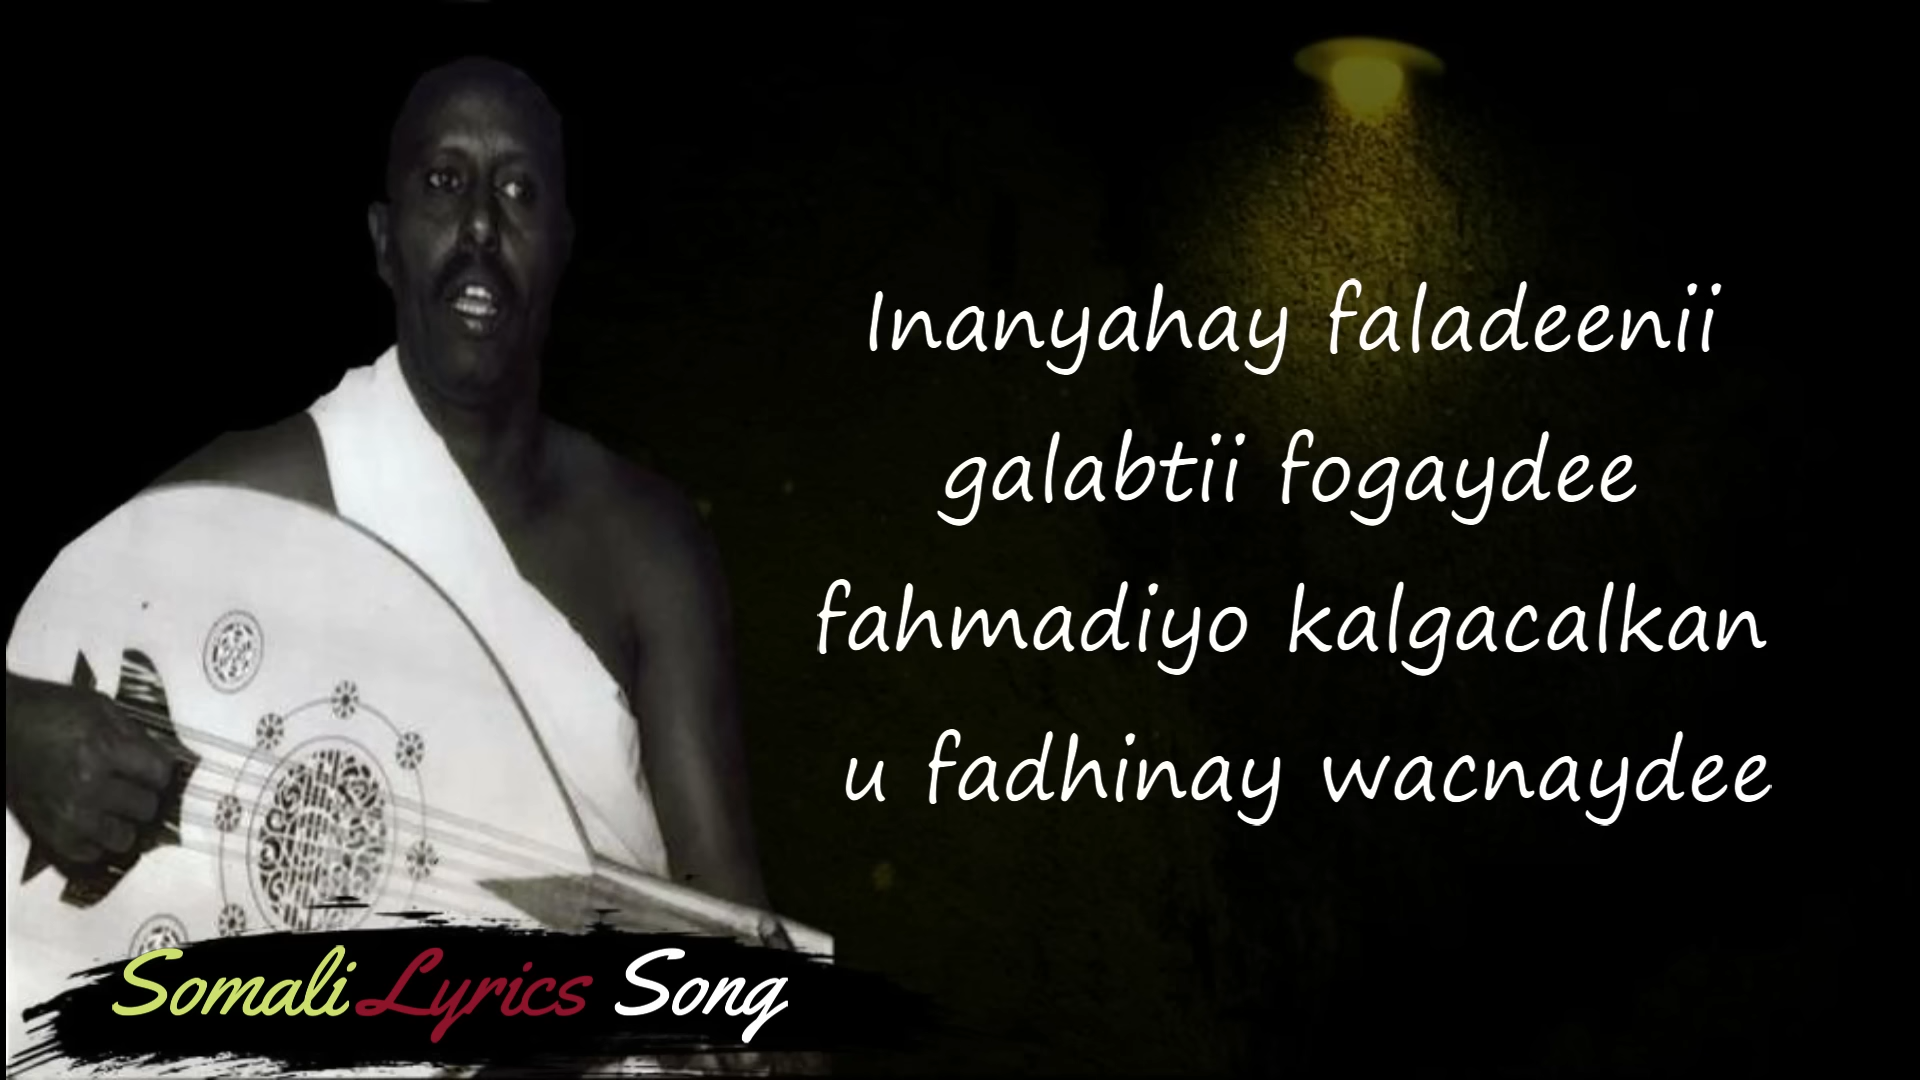 Inanyahay faladeenii
galabtii fogaydee
fahmadiyo kalgacalkan
u fadhinay wacnaydee
Somali Lyrics Song